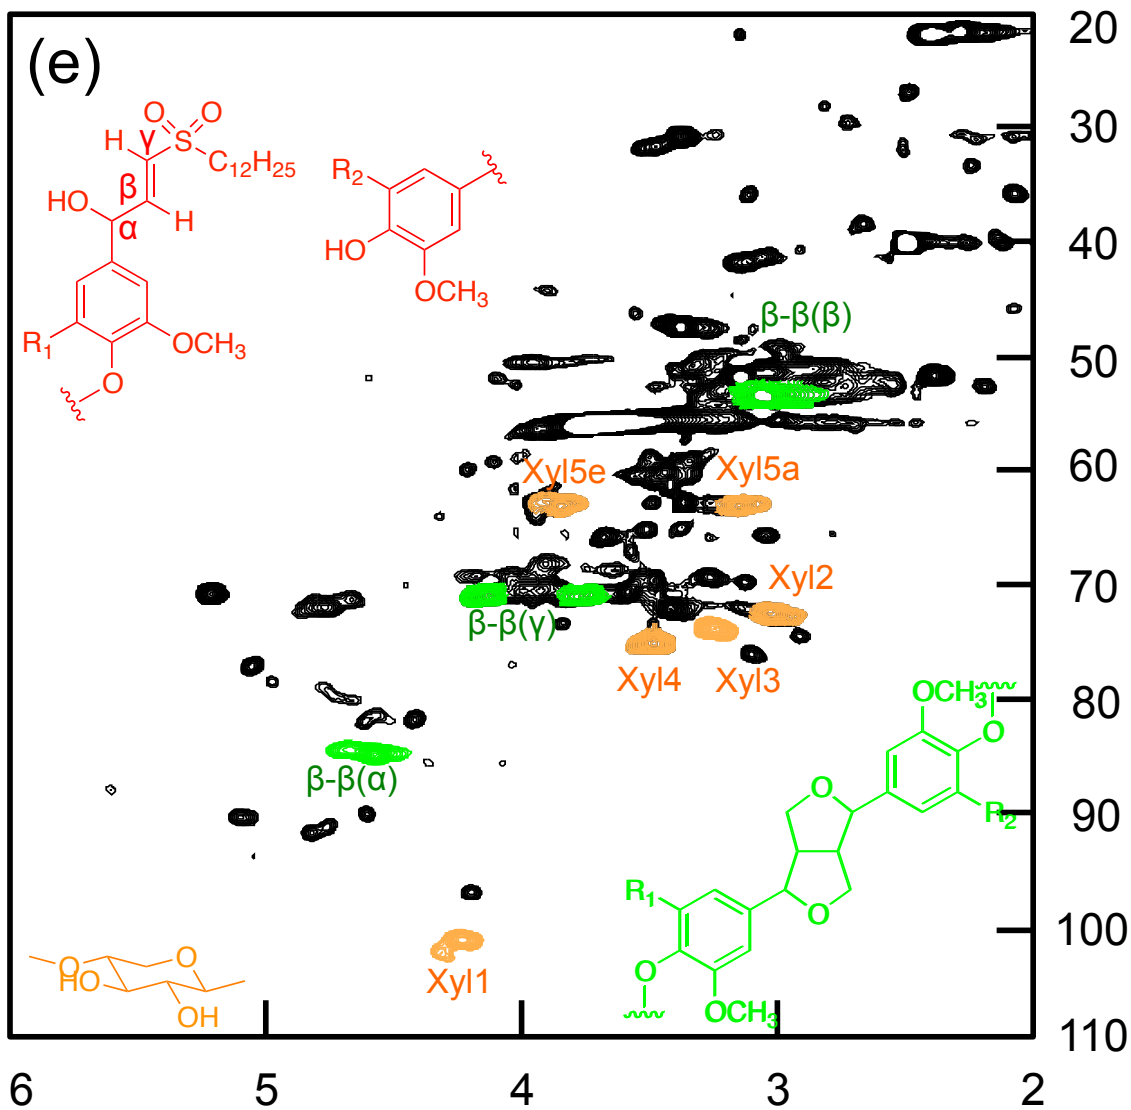 (e)
20
30
40
50
60
70
80
90
100
110
6
5
4
3
2
O O
H γ S
C12H25
β
HO H
α
R1
OCH3
O
R2
HO
OCH3
β-β(β)
Xyl5e
Xyl5a
Xyl2
β-β(γ)
Xyl4
Xyl3
β-β(α)
Xyl1
OCH3
O
O
R2
R1
O
O
OCH3
O
O
HO
OH